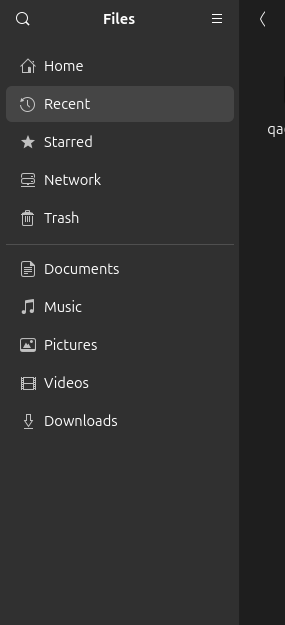 Files
Home
Recent
Starred
Network
Trash
Documents
Music
Pictures
Videos
Downloads